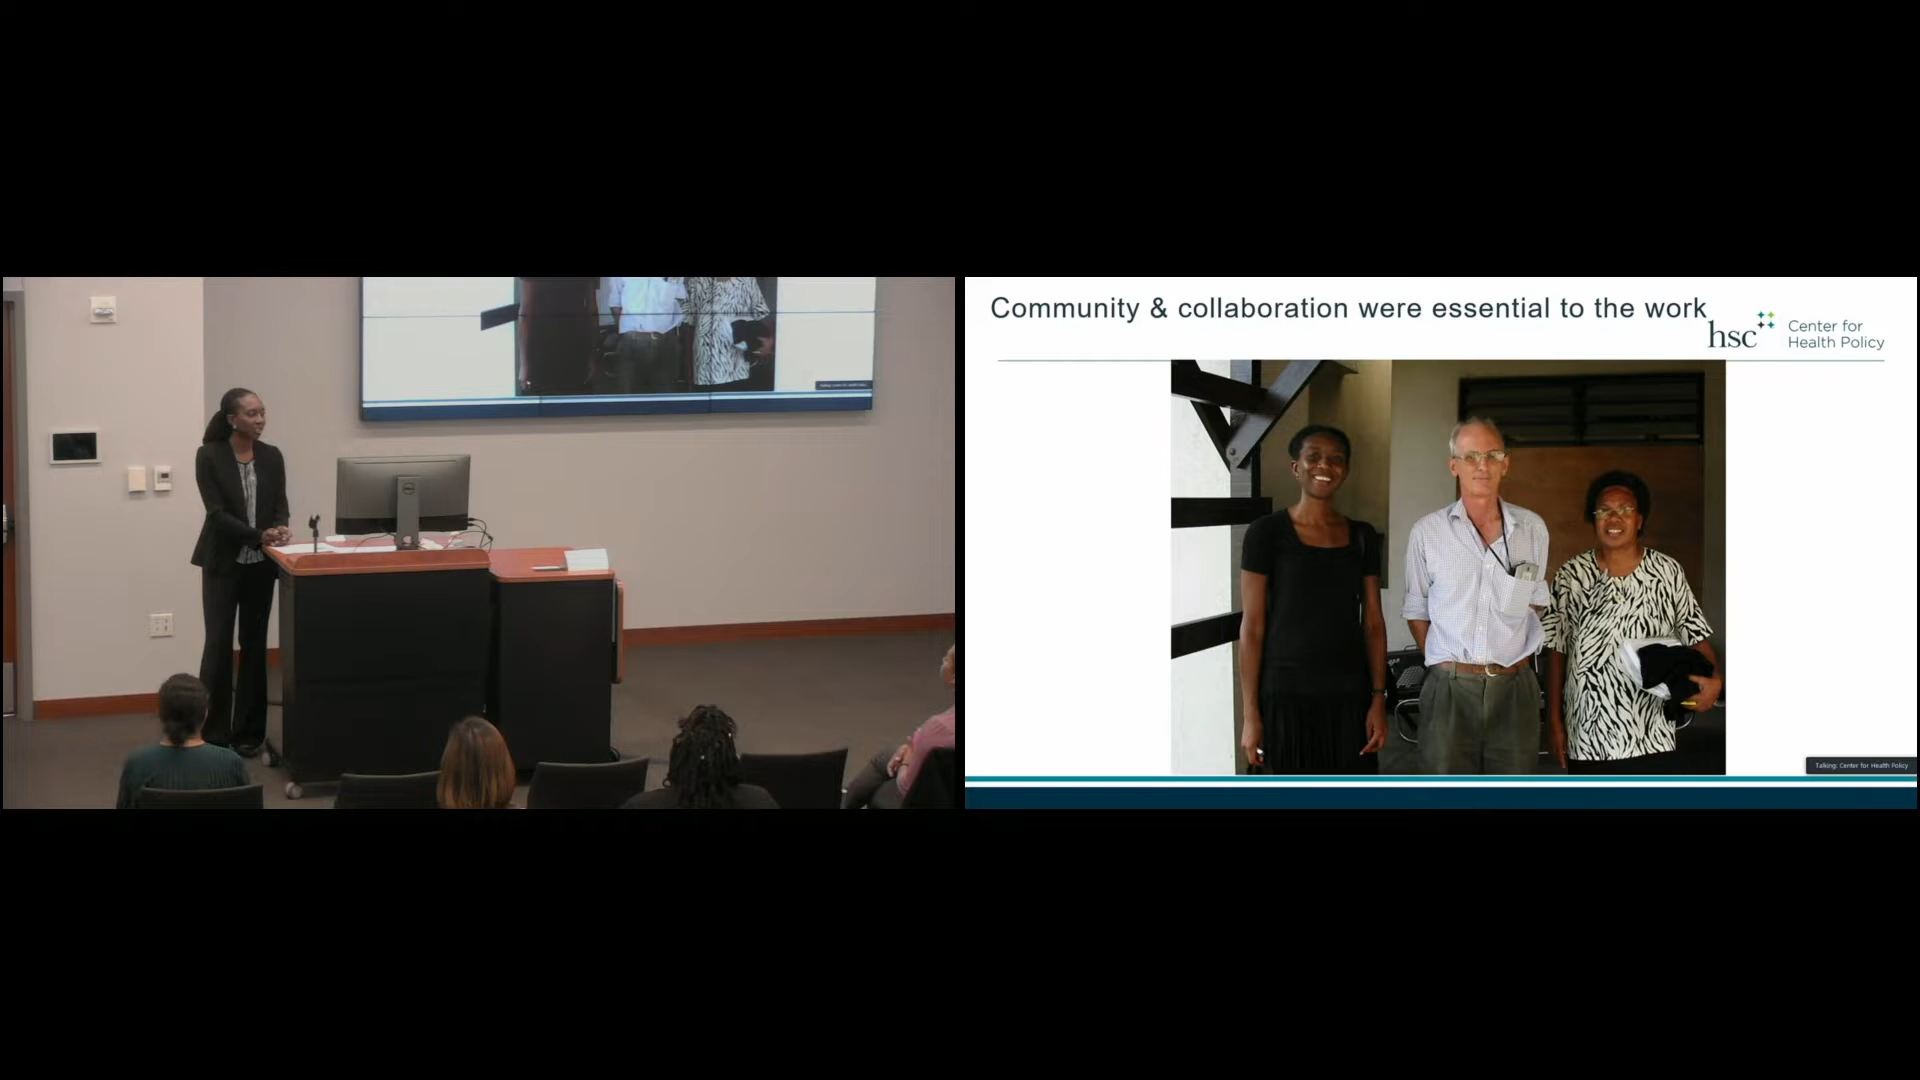 Community & collaboration were essential to the work
hsc
Center for
Health Policy
Talking: Center for Health Policy